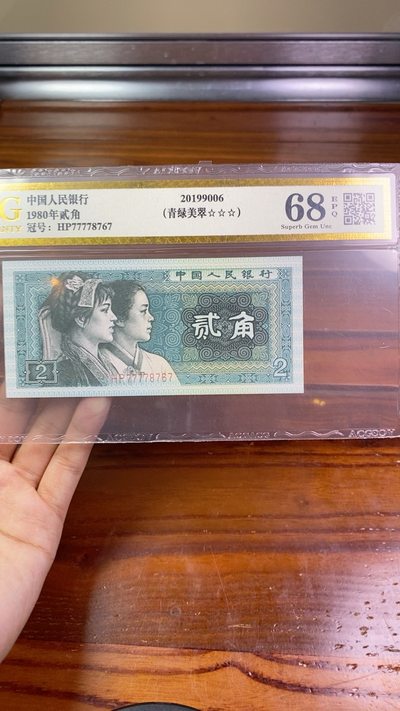 中国人民银行
1980年贰角
冠号: HP77778767
20199006
(青绿美翠☆☆☆)
68
EPQ
Superb Gem Unc
中国人民银行
贰角
HP77778767
2
2